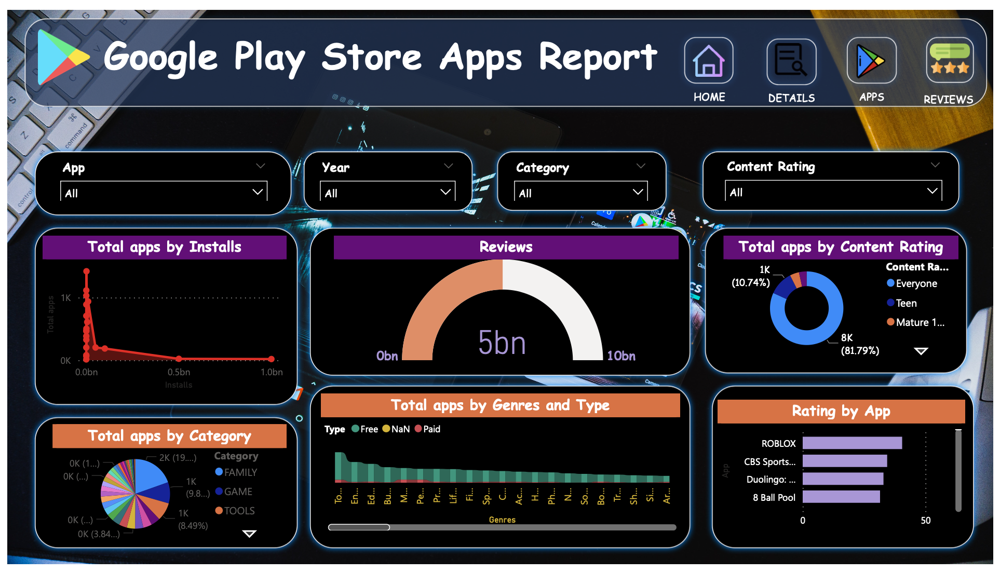 Google Play Store Apps Report
HOME
DETAILS
APPS
REVIEWS
App
All
Year
All
Category
All
Content Rating
All
Total apps by Installs
Total apps
1K
0K
0.0bn
0.5bn
1.0bn
Installs
Reviews
5bn
0bn
10bn
Total apps by Content Rating
1K
(10.74%)
8K
(81.79%)
Content Ra...
Everyone
Teen
Mature 1...
Total apps by Category
2K (19....)
1K
(9.8...)
1K
(8.49%)
0K (3.84...)
0K (...)
0K (...)
0K (1...)
Category
FAMILY
GAME
TOOLS
Total apps by Genres and Type
Type Free NaN Paid
To...
En...
Ed...
Bu...
M...
Pe...
Pr...
Lif...
Fi...
Sp...
C...
Ac...
H...
Ph...
N...
So...
Bo...
Tr...
Sh...
Si...
Ar...
Genres
Rating by App
App
ROBLOX
CBS Sports...
Duolingo: ...
8 Ball Pool
0
50
command
control
alt
Z
X
S
C
V
B
G